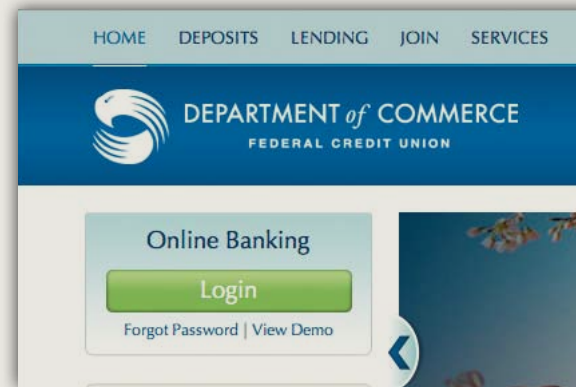 HOME DEPOSITS LENDING JOIN SERVICES
DEPARTMENT of COMMERCE
FEDERAL CREDIT UNION
Online Banking
Login
Forgot Password | View Demo